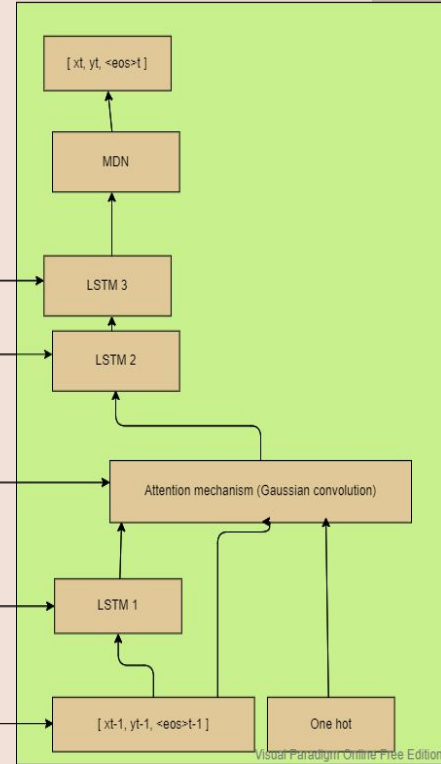 [ xt, yt, <eos>t ]
MDN
LSTM 3
LSTM 2
Attention mechanism (Gaussian convolution)
LSTM 1
[ xt-1, yt-1, <eos>t-1 ]
One hot
Visual Paradigm Online Free Edition